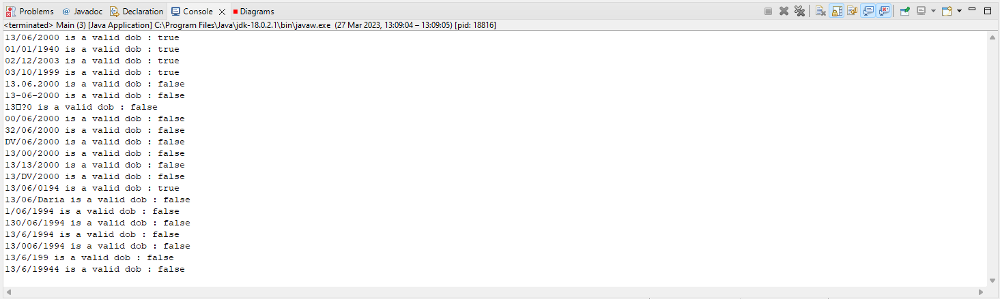 Problems @ Javadoc Declaration Console Diagrams
<terminated> Main (3) [Java Application] C:\Program Files\Java\jdk-18.0.2.1\bin\javaw.exe (27 Mar 2023, 13:09:04 – 13:09:05) [pid: 18816]
13/06/2000 is a valid dob : true
01/01/1940 is a valid dob : true
02/12/2003 is a valid dob : true
03/10/1999 is a valid dob : true
13.06.2000 is a valid dob : false
13-06-2000 is a valid dob : false
13□?0 is a valid dob : false
00/06/2000 is a valid dob : false
32/06/2000 is a valid dob : false
DV/06/2000 is a valid dob : false
13/00/2000 is a valid dob : false
13/13/2000 is a valid dob : false
13/DV/2000 is a valid dob : false
13/06/0194 is a valid dob : true
13/06/Daria is a valid dob : false
1/06/1994 is a valid dob : false
130/06/1994 is a valid dob : false
13/6/1994 is a valid dob : false
13/006/1994 is a valid dob : false
13/6/199 is a valid dob : false
13/6/19944 is a valid dob : false